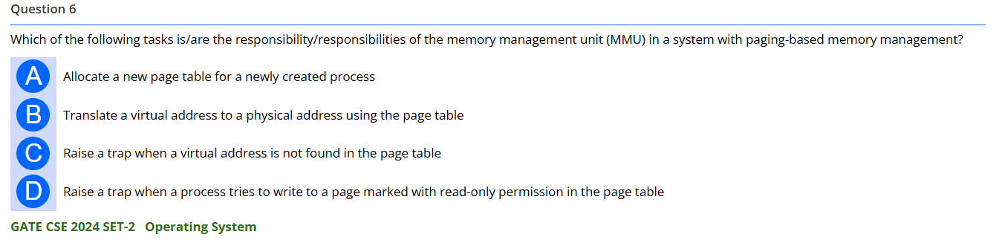 Question 6
Which of the following tasks is/are the responsibility/responsibilities of the memory management unit (MMU) in a system with paging-based memory management?
A Allocate a new page table for a newly created process
B Translate a virtual address to a physical address using the page table
C Raise a trap when a virtual address is not found in the page table
D Raise a trap when a process tries to write to a page marked with read-only permission in the page table
GATE CSE 2024 SET-2 Operating System